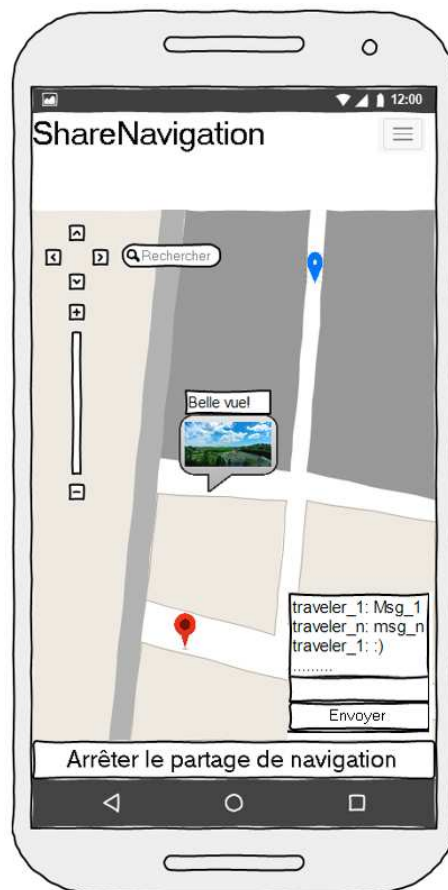 12:00
ShareNavigation
Rechercher
Belle vue!
traveler_1: Msg_1
traveler_n: msg_n
traveler_1: :)
.........
Envoyer
Arrêter le partage de navigation